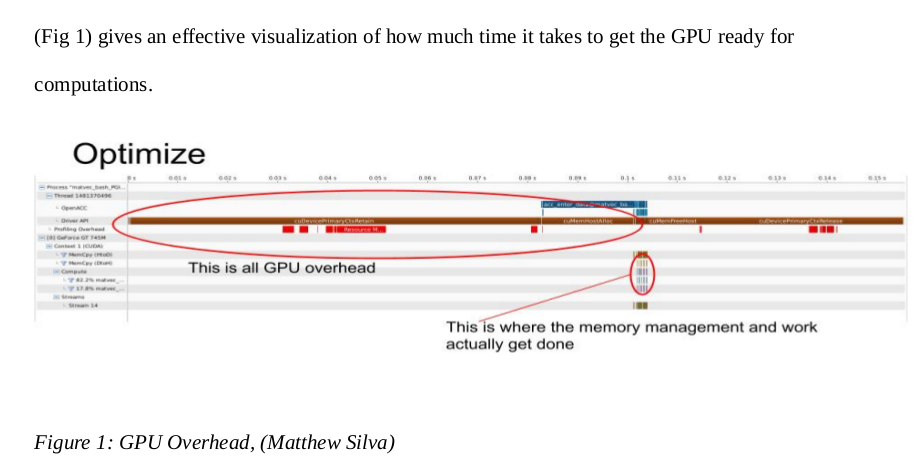 (Fig 1) gives an effective visualization of how much time it takes to get the GPU ready for
computations.
Optimize
0 s 0.01 s 0.02 s 0.03 s 0.04 s 0.05 s 0.06 s 0.07 s 0.08 s 0.09 s 0.1 s 0.11 s 0.12 s 0.13 s 0.14 s 0.15 s
Process "matvec_bash_PGI...
Thread 1481370496
OpenACC
acc_enter_data@matvec_ba...
Driver API
cuDevicePrimaryCtxRetain cuMemHostAlloc cuMemFreeHost cuDevicePrimaryCtxRelease
Profiling Overhead
Resource M...
[0] GeForce GT 745M
Context 1 (CUDA)
MemCpy (HtoD)
MemCpy (DtoH)
This is all GPU overhead
Compute
82.2% matvec_...
17.8% matvec_...
Streams
Stream 14
This is where the memory management and work
actually get done
Figure 1: GPU Overhead, (Matthew Silva)